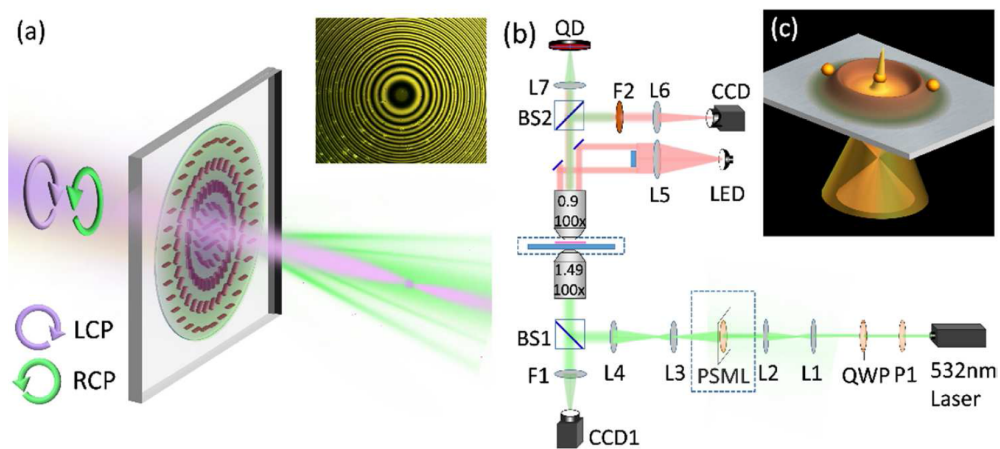 (a)
LCP
RCP
(b)
QD
L7
BS2
F2
L6
CCD
L5
LED
0.9
100x
1.49
100x
BS1
L4
L3
PSML
L2
L1
QWP
P1
532nm
Laser
F1
CCD1
(c)